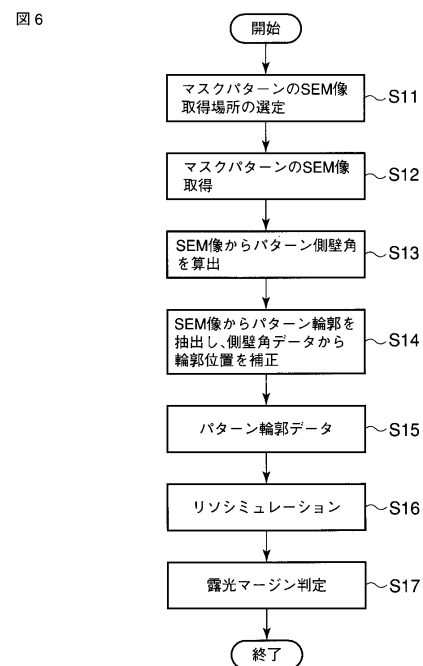 図6
開始
マスクパターンのSEM像
取得場所の選定
S11
マスクパターンのSEM像
取得
S12
SEM像からパターン側壁角
を算出
S13
SEM像からパターン輪郭を
抽出し、側壁角データから
輪郭位置を補正
S14
パターン輪郭データ
S15
リソシミュレーション
S16
露光マージン判定
S17
終了